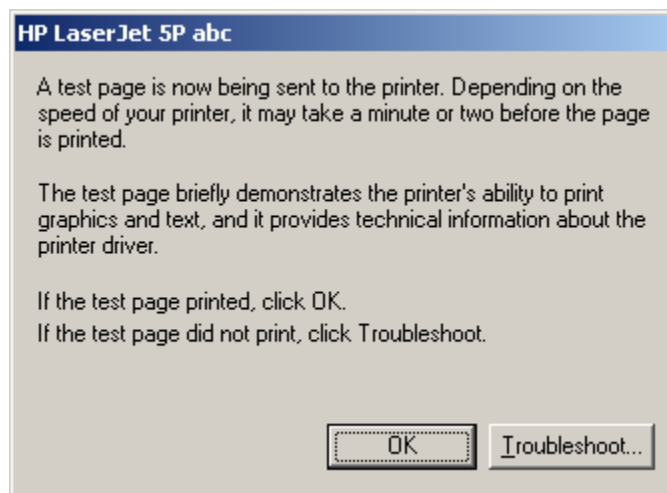 HP LaserJet 5P abc
A test page is now being sent to the printer. Depending on the
speed of your printer, it may take a minute or two before the page
is printed.
The test page briefly demonstrates the printer's ability to print
graphics and text, and it provides technical information about the
printer driver.
If the test page printed, click OK.
If the test page did not print, click Troubleshoot.
OK
Troubleshoot...